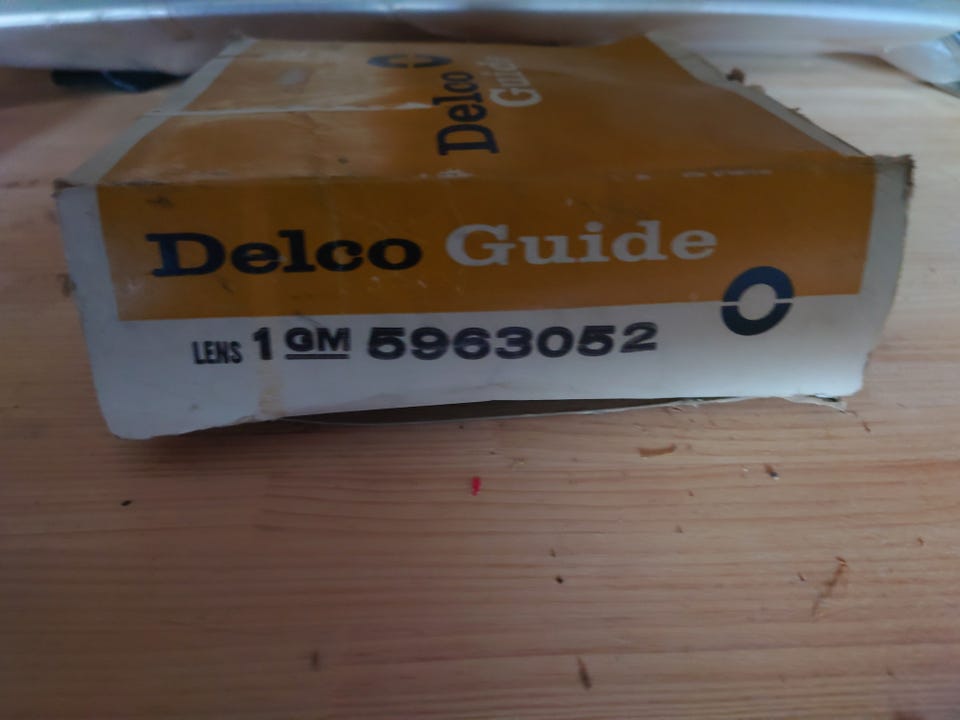 Delco
Guide
Delco Guide
LENS 1 GM 5963052